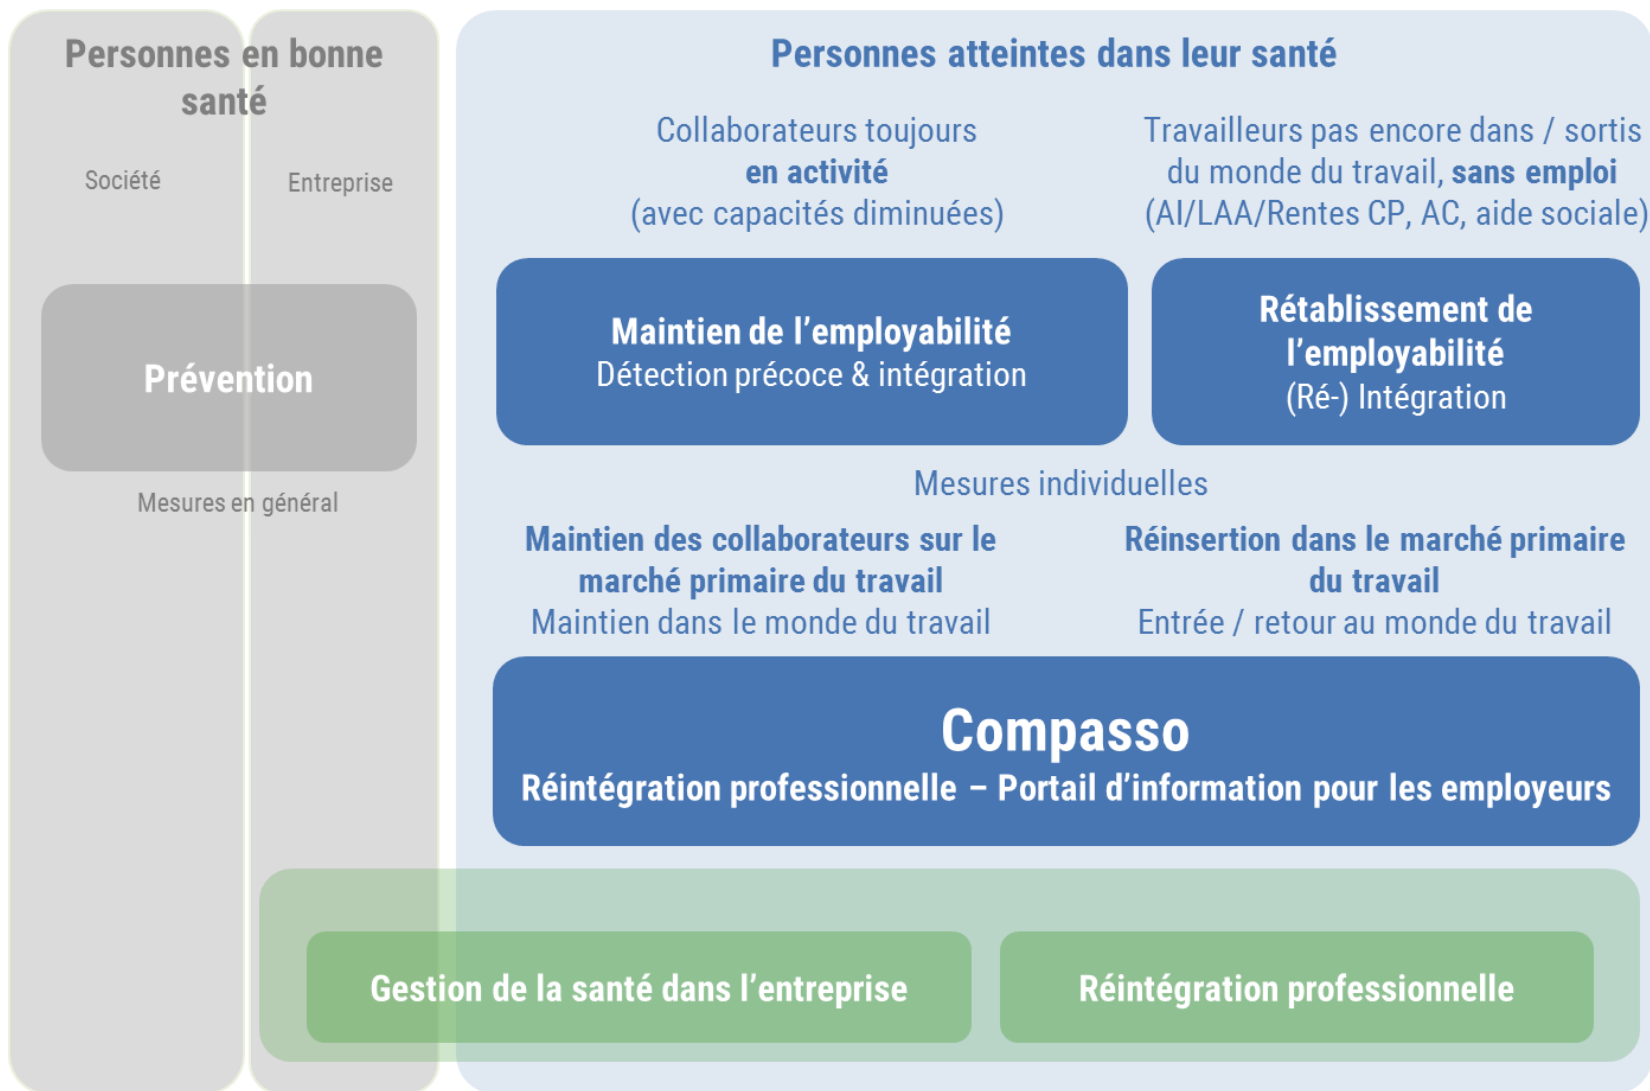 Personnes en bonne
santé
Société
Entreprise
Prévention
Mesures en général
Personnes atteintes dans leur santé
Collaborateurs toujours
en activité
(avec capacités diminuées)
Travailleurs pas encore dans / sortis
du monde du travail, sans emploi
(AI/LAA/Rentes CP, AC, aide sociale)
Maintien de l’employabilité
Détection précoce & intégration
Rétablissement de
l’employabilité
(Ré-) Intégration
Mesures individuelles
Maintien des collaborateurs sur le
marché primaire du travail
Maintien dans le monde du travail
Réinsertion dans le marché primaire
du travail
Entrée / retour au monde du travail
Compasso
Réintégration professionnelle – Portail d’information pour les employeurs
Gestion de la santé dans l’entreprise
Réintégration professionnelle